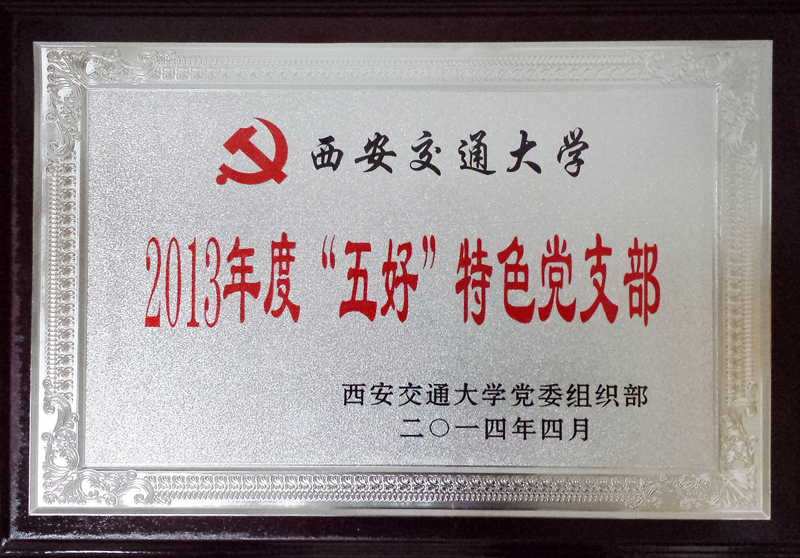 西安交通大学
2013年度“五好”特色党支部
西安交通大学党委组织部
二〇一四年四月